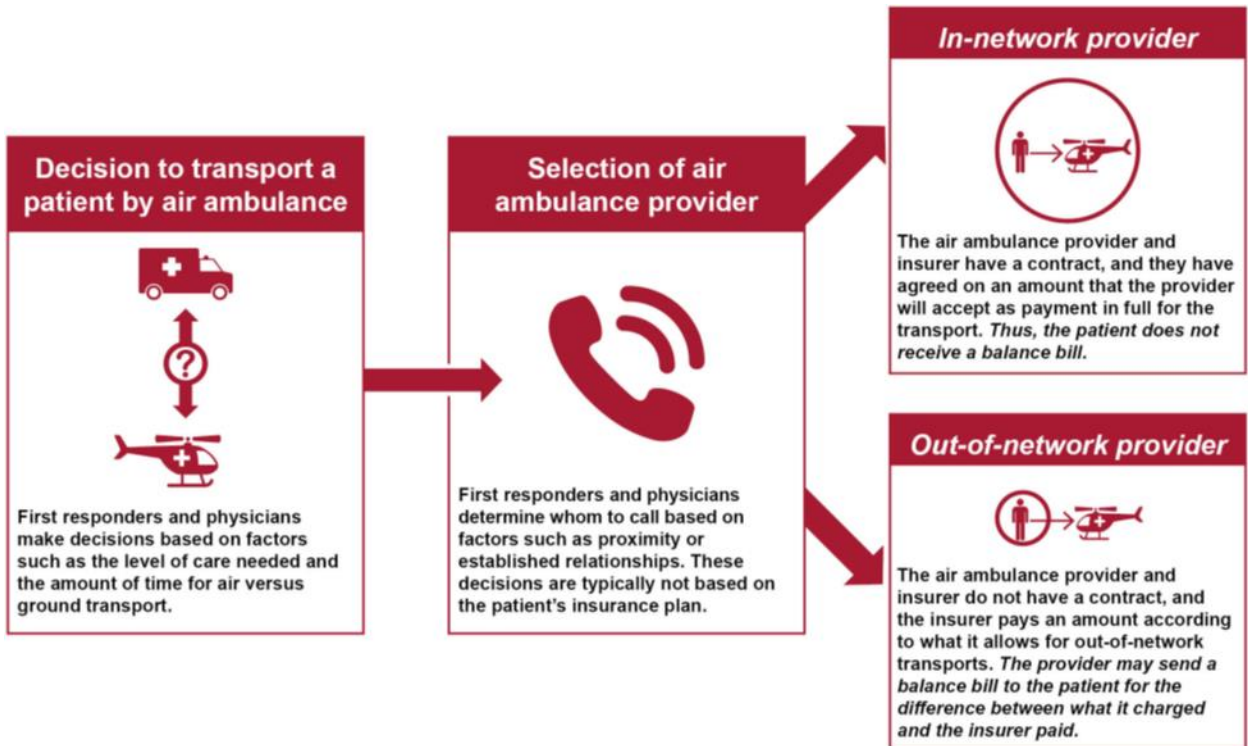 Decision to transport a
patient by air ambulance
?
First responders and physicians
make decisions based on factors
such as the level of care needed and
the amount of time for air versus
ground transport.
Selection of air
ambulance provider
First responders and physicians
determine whom to call based on
factors such as proximity or
established relationships. These
decisions are typically not based on
the patient’s insurance plan.
In-network provider
The air ambulance provider and
insurer have a contract, and they have
agreed on an amount that the provider
will accept as payment in full for the
transport. Thus, the patient does not
receive a balance bill.
Out-of-network provider
The air ambulance provider and
insurer do not have a contract, and
the insurer pays an amount according
to what it allows for out-of-network
transports. The provider may send a
balance bill to the patient for the
difference between what it charged
and the insurer paid.